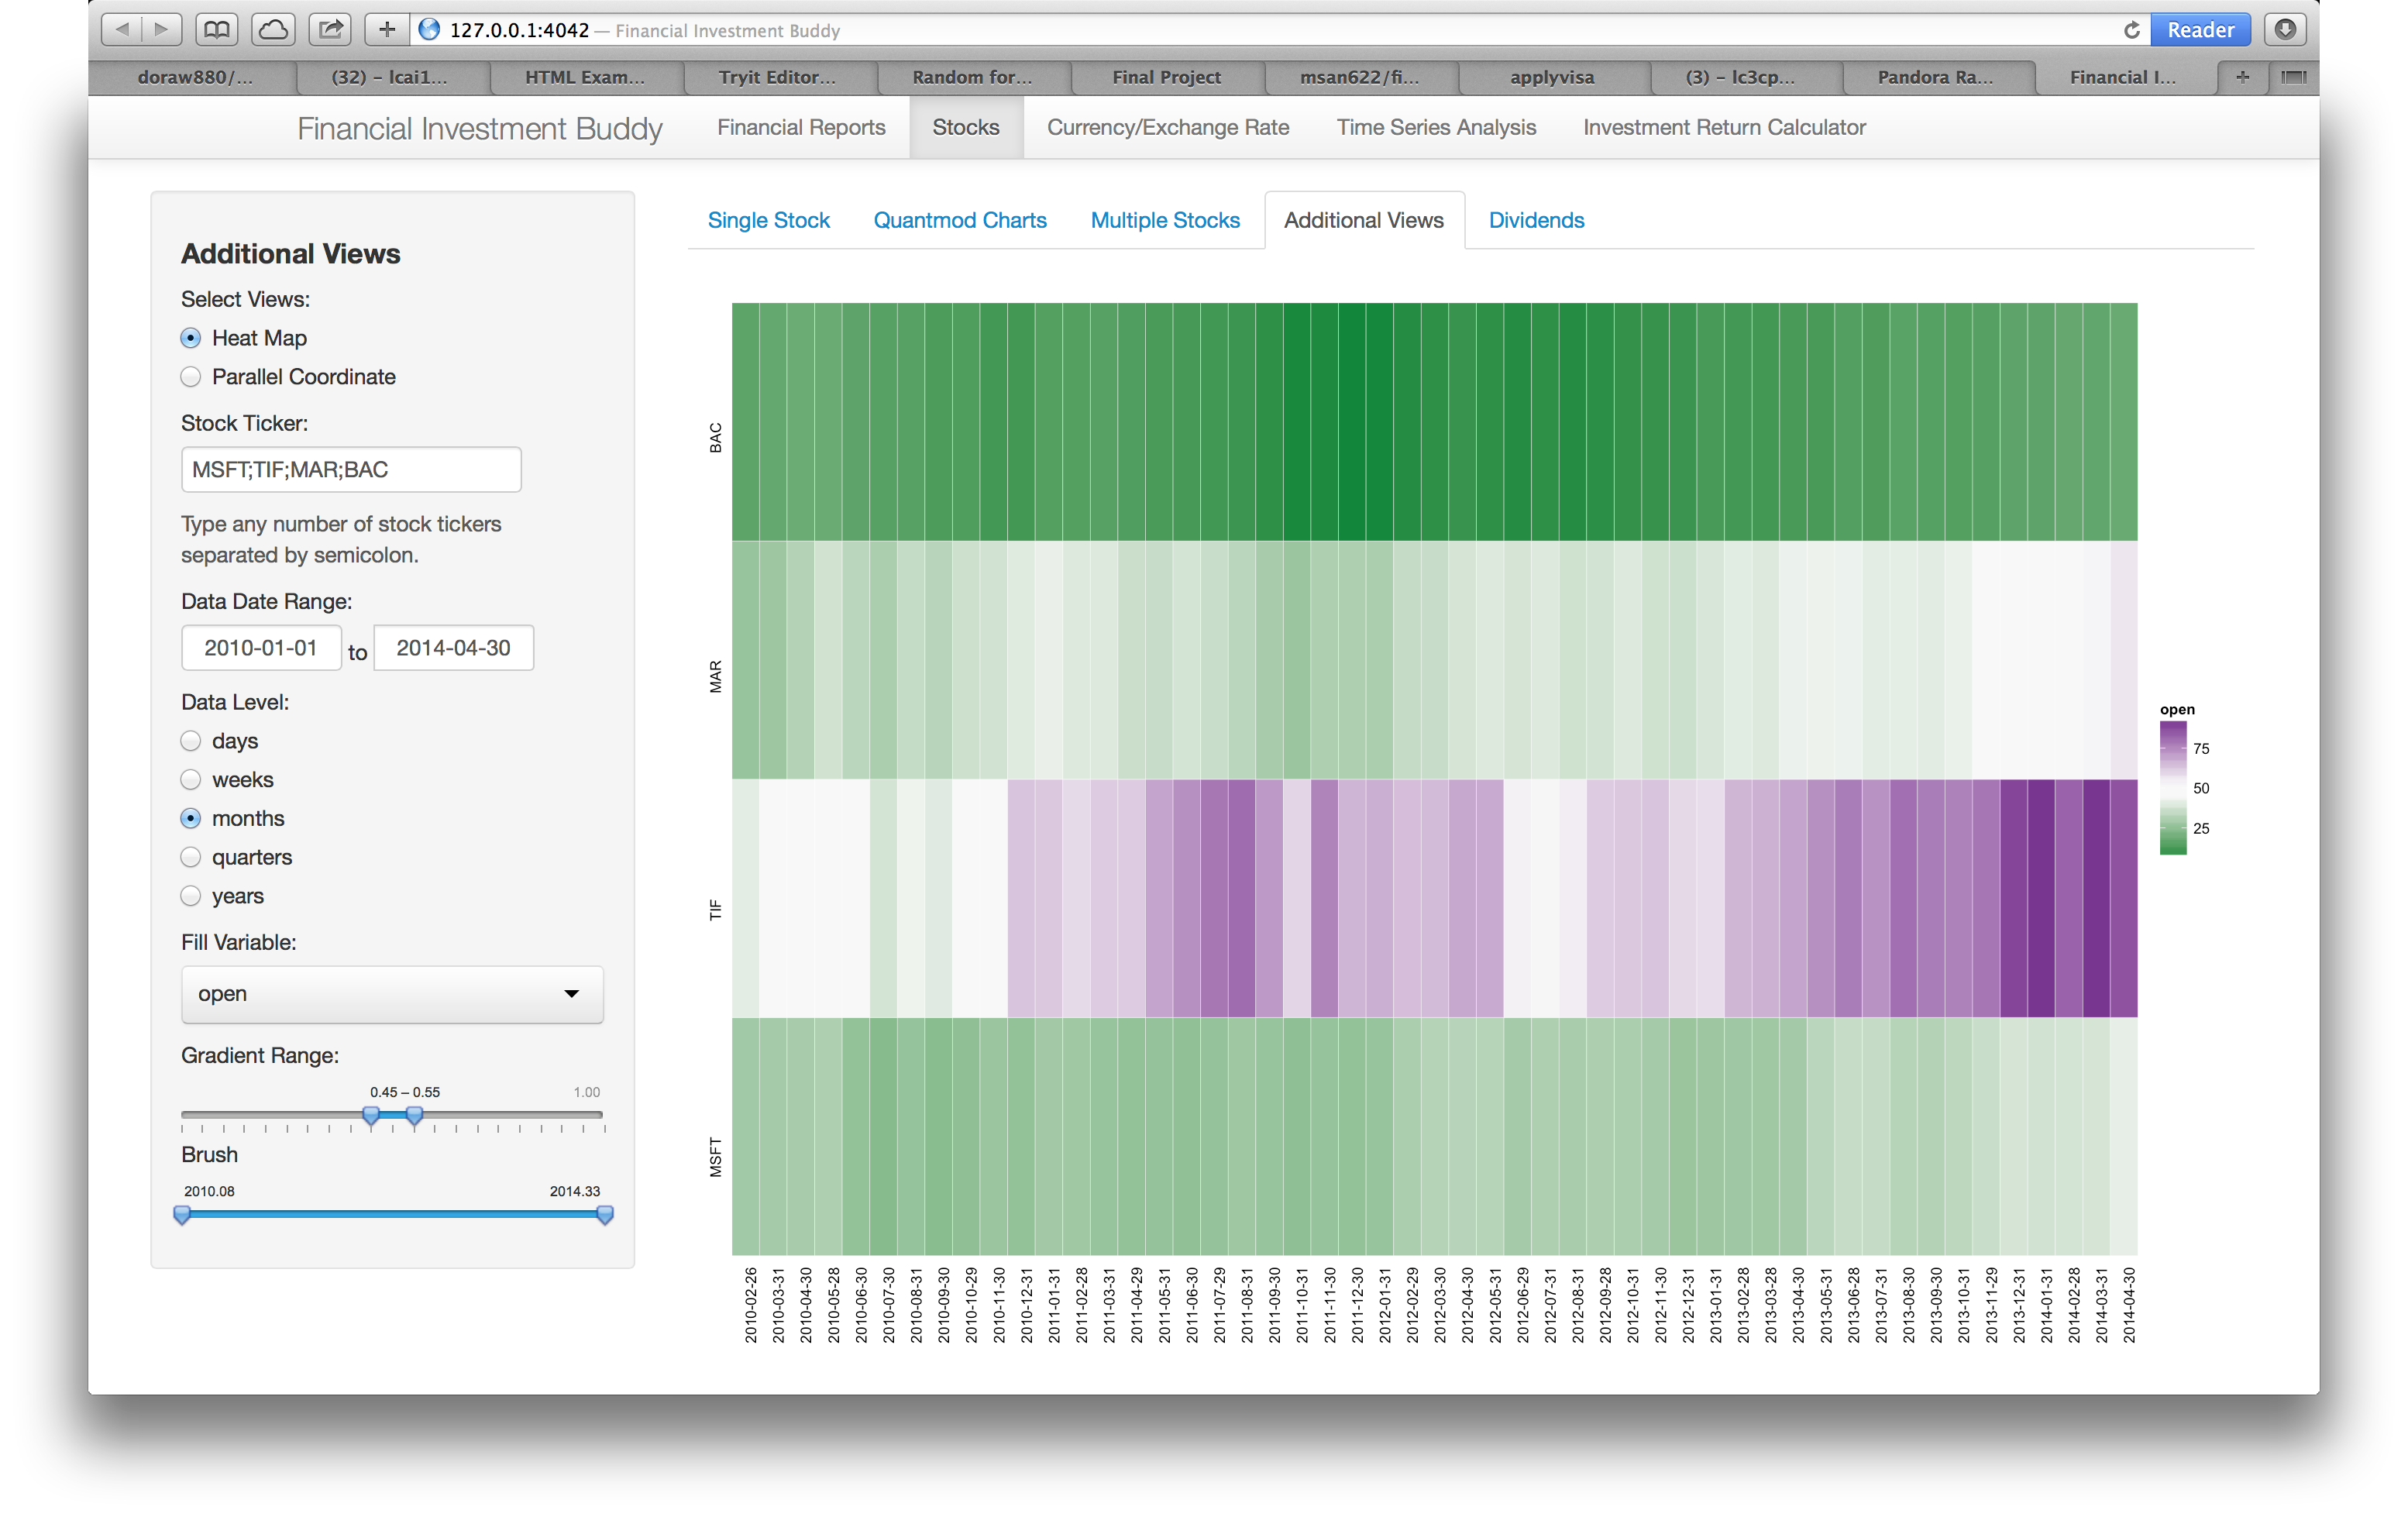 127.0.0.1:4042 — Financial Investment Buddy
Reader
doraw880/... (32) – lcai1... HTML Exam... Tryit Editor... Random for... Final Project msan622/fi... applyvisa (3) – lc3cp... Pandora Ra... Financial I...
Financial Investment Buddy Financial Reports Stocks Currency/Exchange Rate Time Series Analysis Investment Return Calculator
Additional Views
Select Views:
Heat Map
Parallel Coordinate
Stock Ticker:
MSFT;TIF;MAR;BAC
Type any number of stock tickers
separated by semicolon.
Data Date Range:
2010-01-01 to 2014-04-30
Data Level:
days
weeks
months
quarters
years
Fill Variable:
open
Gradient Range:
0.45 – 0.55 1.00
Brush
2010.08 2014.33
Single Stock Quantmod Charts Multiple Stocks Additional Views Dividends
BAC
MAR
TIF
MSFT
open
75
50
25
2010-02-26
2010-03-31
2010-04-30
2010-05-28
2010-06-30
2010-07-30
2010-08-31
2010-09-30
2010-10-29
2010-11-30
2010-12-31
2011-01-31
2011-02-28
2011-03-31
2011-04-29
2011-05-31
2011-06-30
2011-07-29
2011-08-31
2011-09-30
2011-10-31
2011-11-30
2011-12-30
2012-01-31
2012-02-29
2012-03-30
2012-04-30
2012-05-31
2012-06-29
2012-07-31
2012-08-31
2012-09-28
2012-10-31
2012-11-30
2012-12-31
2013-01-31
2013-02-28
2013-03-28
2013-04-30
2013-05-31
2013-06-28
2013-07-31
2013-08-30
2013-09-30
2013-10-31
2013-11-29
2013-12-31
2014-01-31
2014-02-28
2014-03-31
2014-04-30